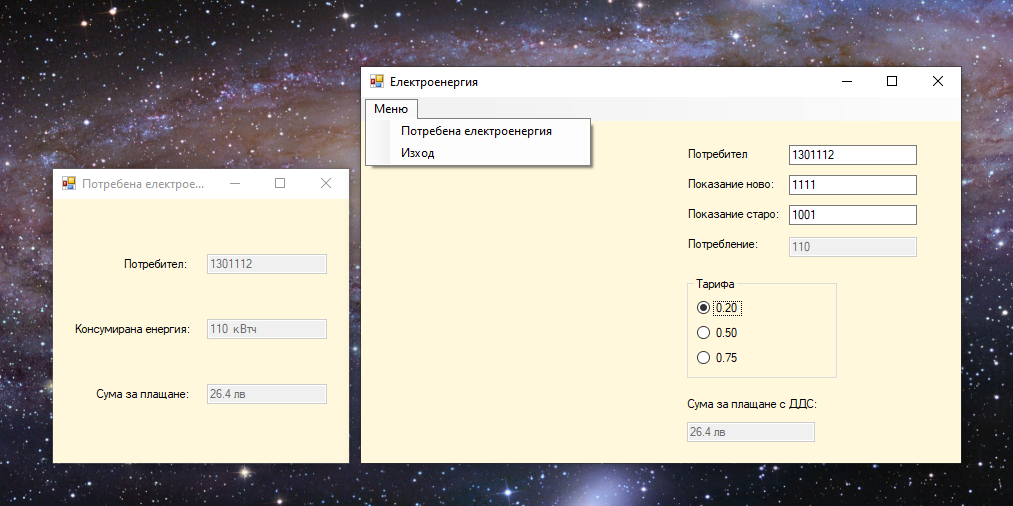 Потребена електрое...
Потребител:
1301112
Консумирана енергия:
110 кВтч
Сума за плащане:
26.4 лв
Електроенергия
Меню
Потребена електроенергия
Изход
Потребител
1301112
Показание ново:
1111
Показание старо:
1001
Потребление:
110
Тарифа
0.20
0.50
0.75
Сума за плащане с ДДС:
26.4 лв